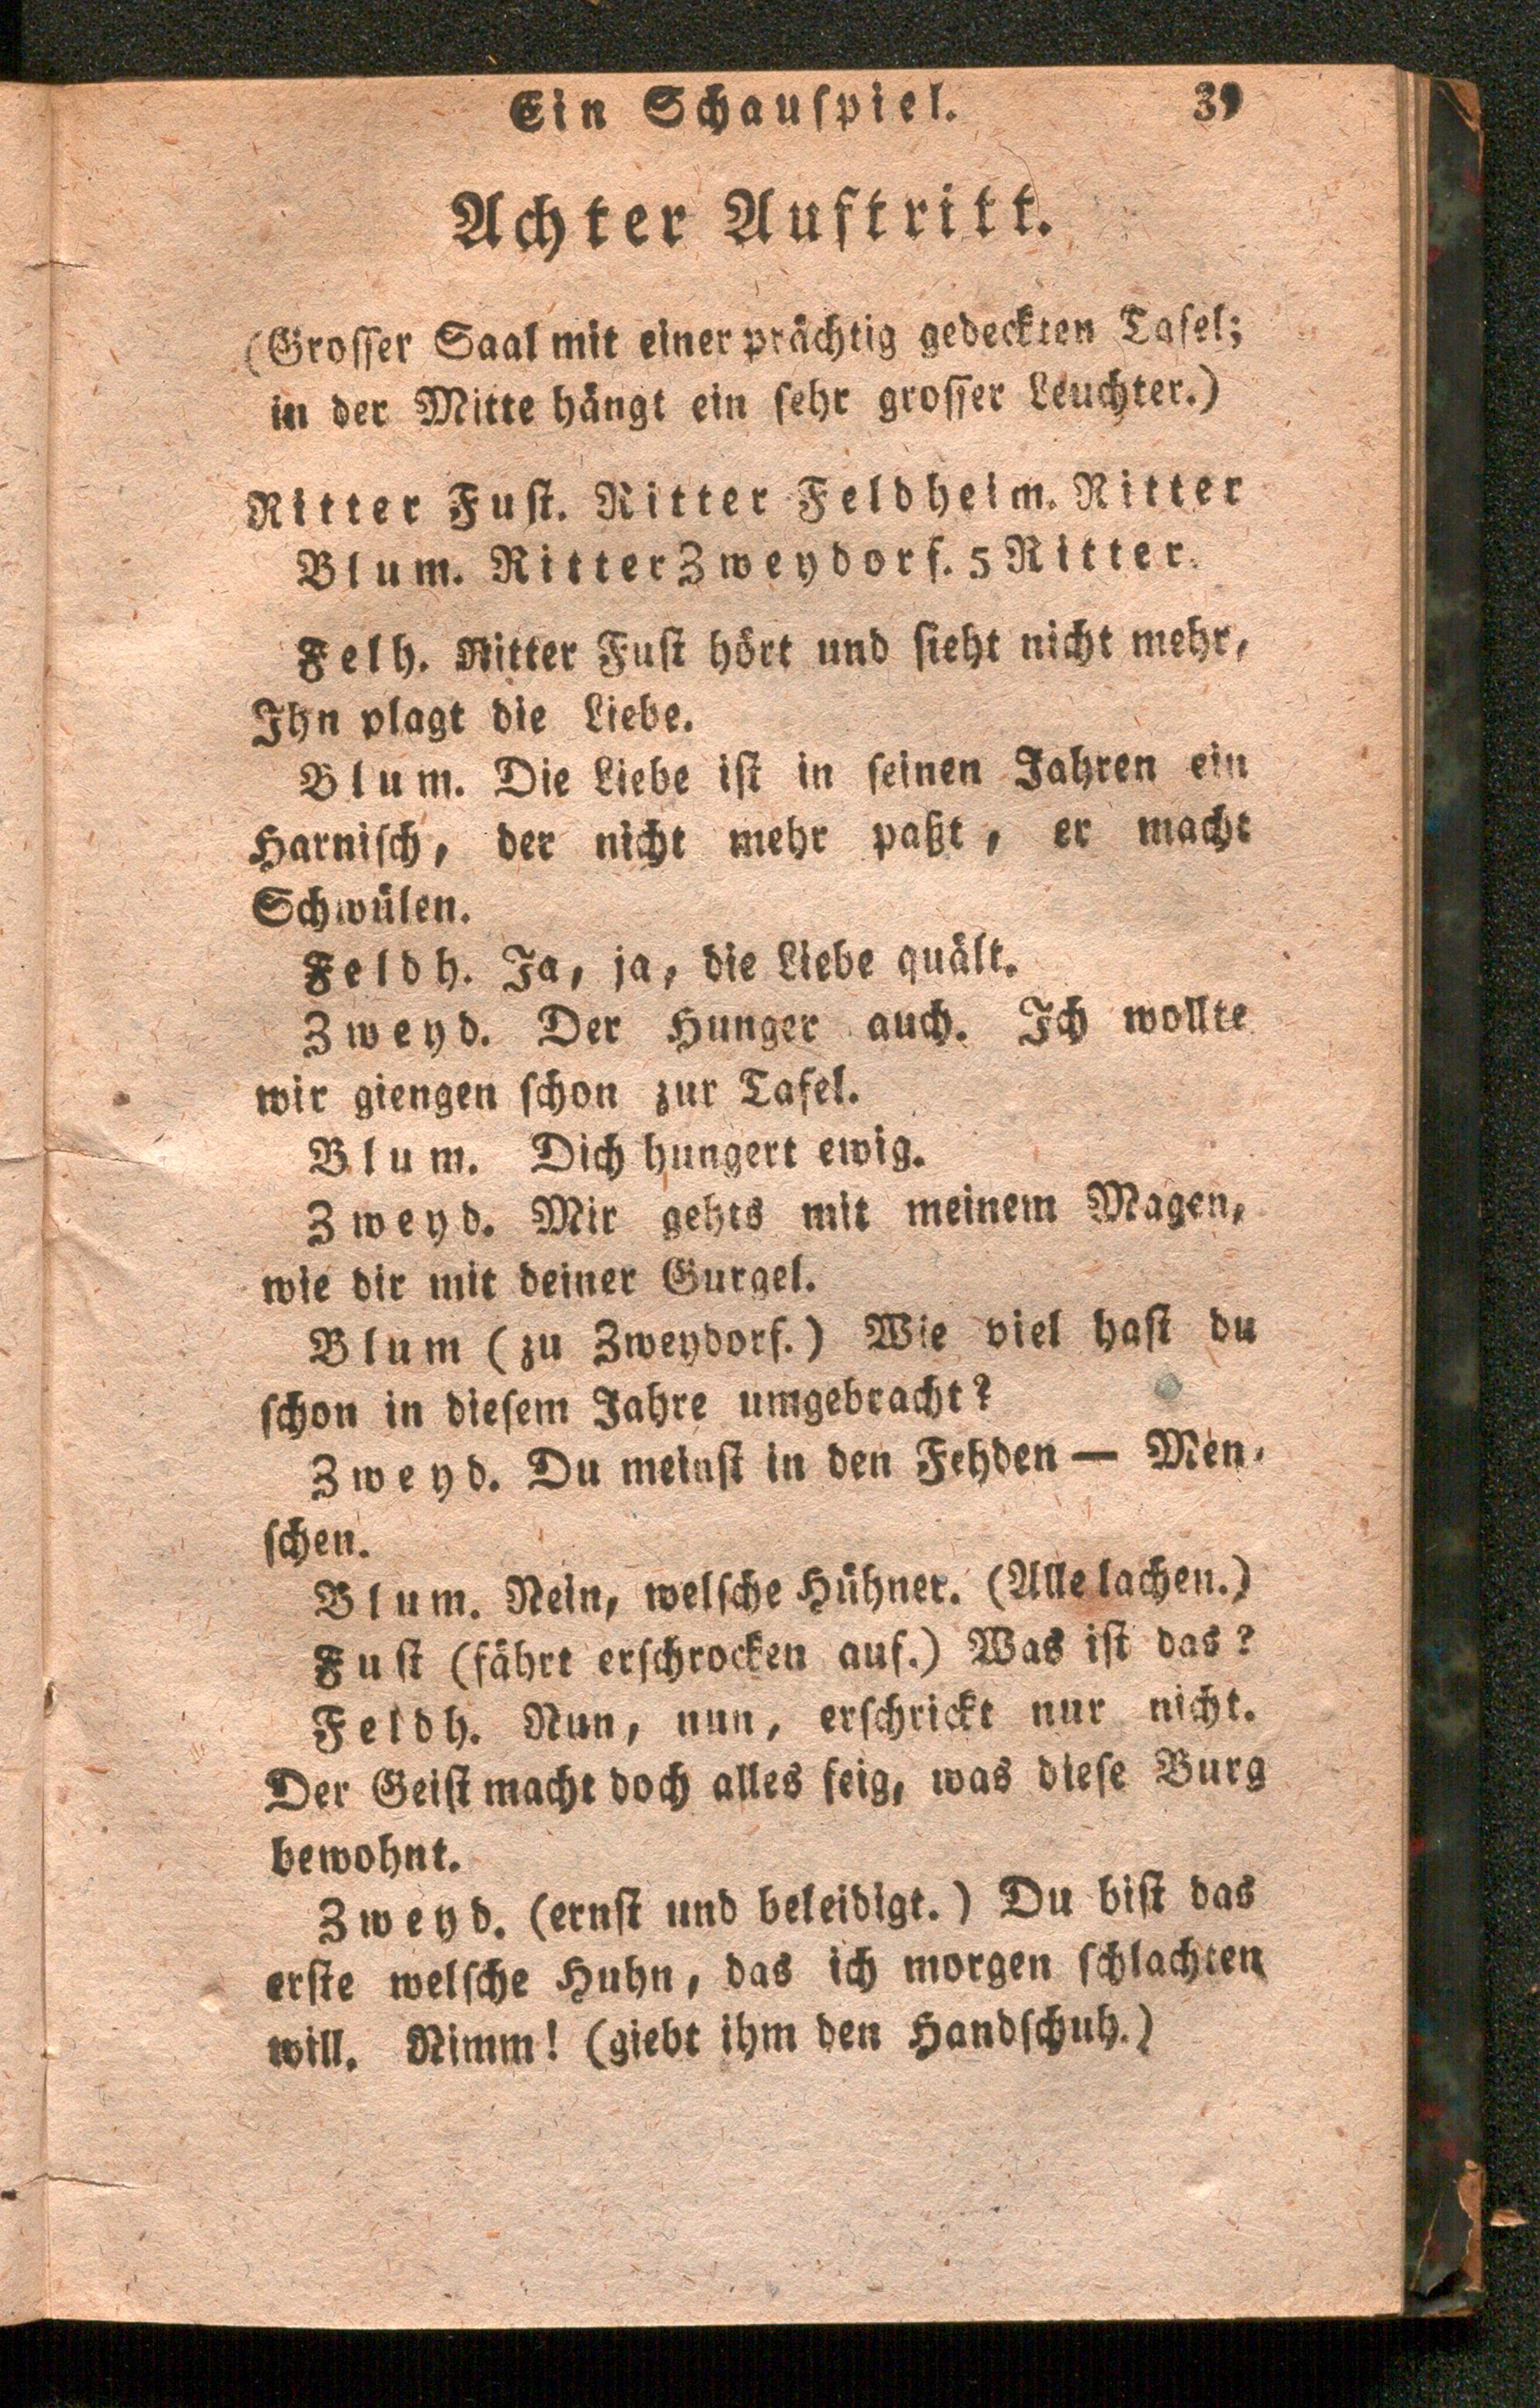 Ein Schauspiel. 39
Achter Auftritt.
(Grosser Saal mit einer prächtig gedeckten Tafel;
in der Mitte hängt ein sehr grosser Leuchter.)
Ritter Fust. Ritter Feldheim. Ritter
Blum. Ritter Zweydorf. 5 Ritter.
Felh. Ritter Fust hört und sieht nicht mehr,
Ihn plagt die Liebe.
Blum. Die Liebe ist in seinen Jahren ein
Harnisch, der nicht mehr paßt, er macht
Schwülen.
Feldh. Ja, ja, die Liebe quält.
Zweyd. Der Hunger auch. Ich wollte
wir giengen schon zur Tafel.
Blum. Dich hungert ewig.
Zweyd. Mir gehts mit meinem Magen,
wie dir mit deiner Gurgel.
Blum (zu Zweydorf.) Wie viel hast du
schon in diesem Jahre umgebracht?
Zweyd. Du meinst in den Fehden — Men-
schen.
Blum. Nein, welsche Hühner. (Alle lachen.)
Fust (fährt erschrocken auf.) Was ist das?
Feldh. Nun, nun, erschrickt nur nicht.
Der Geist macht doch alles feig, was diese Burg
bewohnt.
Zweyd. (ernst und beleidigt.) Du bist das
erste welsche Huhn, das ich morgen schlachten
will. Nimm! (giebt ihm den Handschuh.)